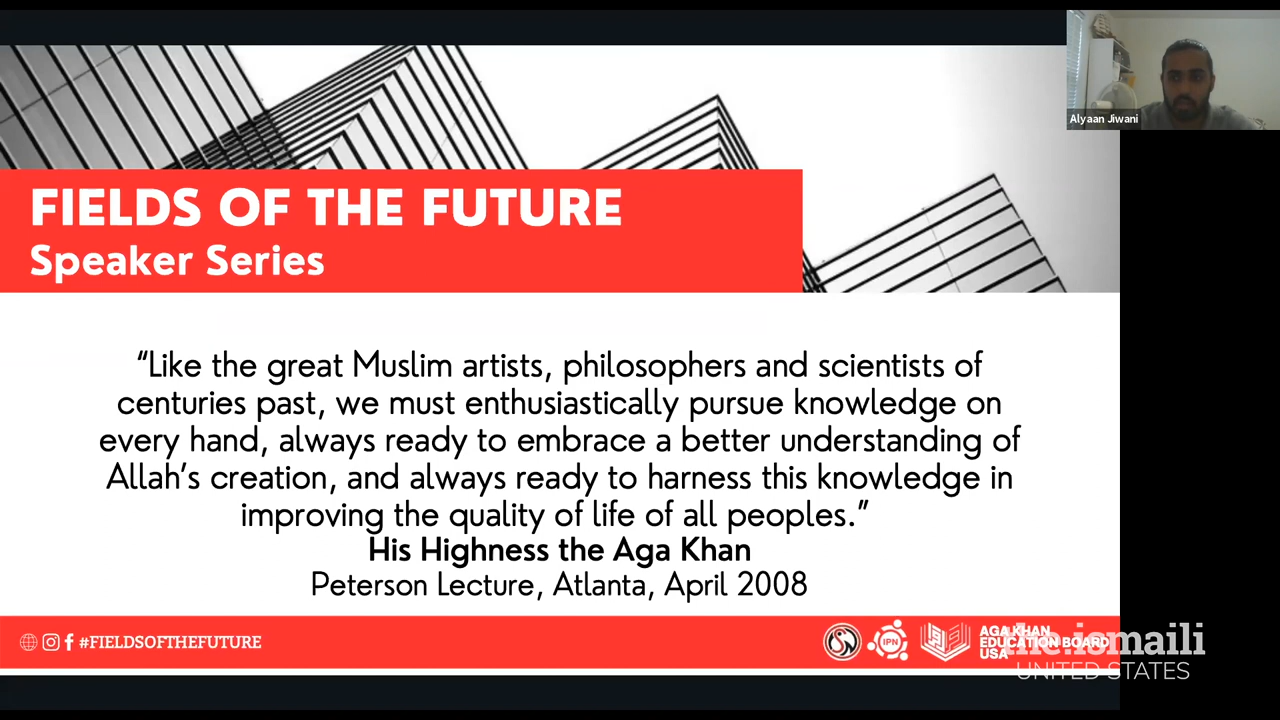 Alyaan Jiwani
FIELDS OF THE FUTURE
Speaker Series
“Like the great Muslim artists, philosophers and scientists of
centuries past, we must enthusiastically pursue knowledge on
every hand, always ready to embrace a better understanding of
Allah’s creation, and always ready to harness this knowledge in
improving the quality of life of all peoples.”
His Highness the Aga Khan
Peterson Lecture, Atlanta, April 2008
#FIELDSOFTHEFUTURE
IPN
AGA KHAN
EDUCATION BOARD
USA
the.ismaili
UNITED STATES